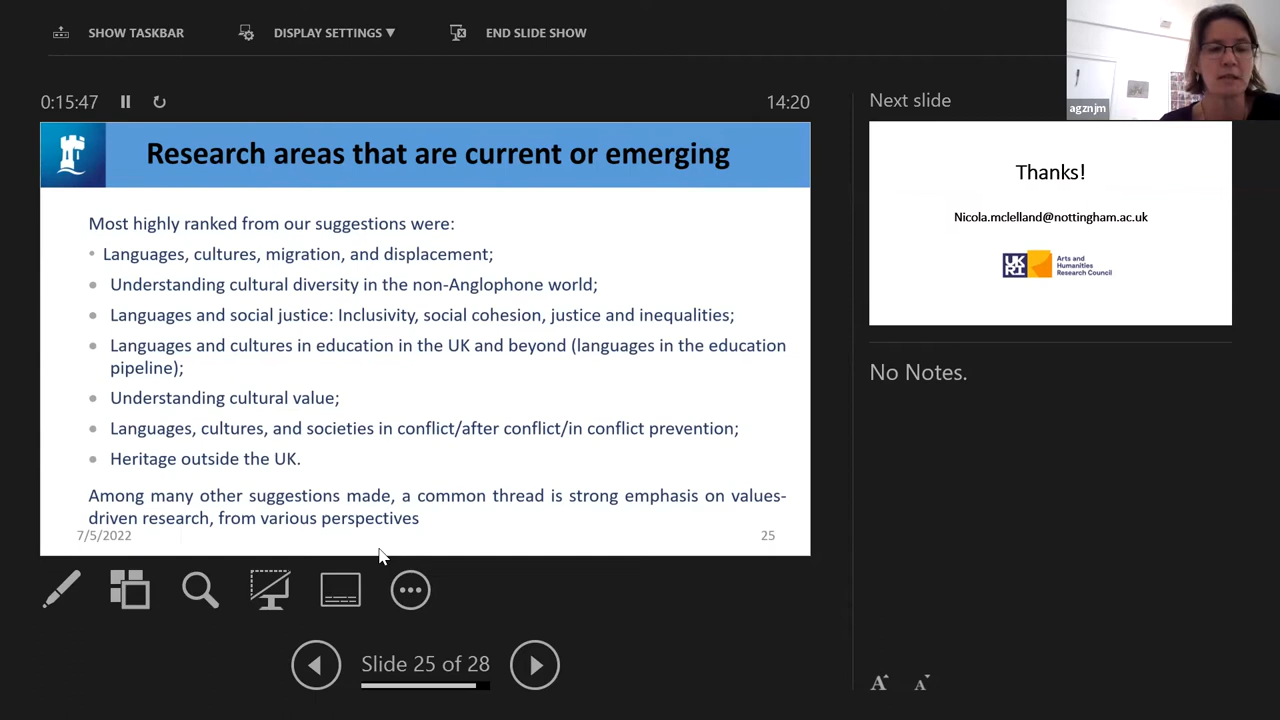 SHOW TASKBAR
DISPLAY SETTINGS ▼
END SLIDE SHOW
0:15:47
14:20
Next slide
agznjm
Research areas that are current or emerging
Most highly ranked from our suggestions were:
• Languages, cultures, migration, and displacement;
• Understanding cultural diversity in the non-Anglophone world;
• Languages and social justice: Inclusivity, social cohesion, justice and inequalities;
• Languages and cultures in education in the UK and beyond (languages in the education
pipeline);
• Understanding cultural value;
• Languages, cultures, and societies in conflict/after conflict/in conflict prevention;
• Heritage outside the UK.
Among many other suggestions made, a common thread is strong emphasis on values-
driven research, from various perspectives
7/5/2022
25
Thanks!
Nicola.mclelland@nottingham.ac.uk
UKRI
Arts and
Humanities
Research Council
No Notes.
Slide 25 of 28
A A